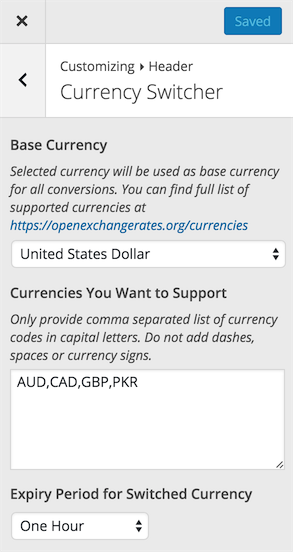 Saved
Customizing ▸ Header
Currency Switcher
Base Currency
Selected currency will be used as base currency
for all conversions. You can find full list of
supported currencies at
https://openexchangerates.org/currencies
United States Dollar
Currencies You Want to Support
Only provide comma separated list of currency
codes in capital letters. Do not add dashes,
spaces or currency signs.
AUD,CAD,GBP,PKR
Expiry Period for Switched Currency
One Hour